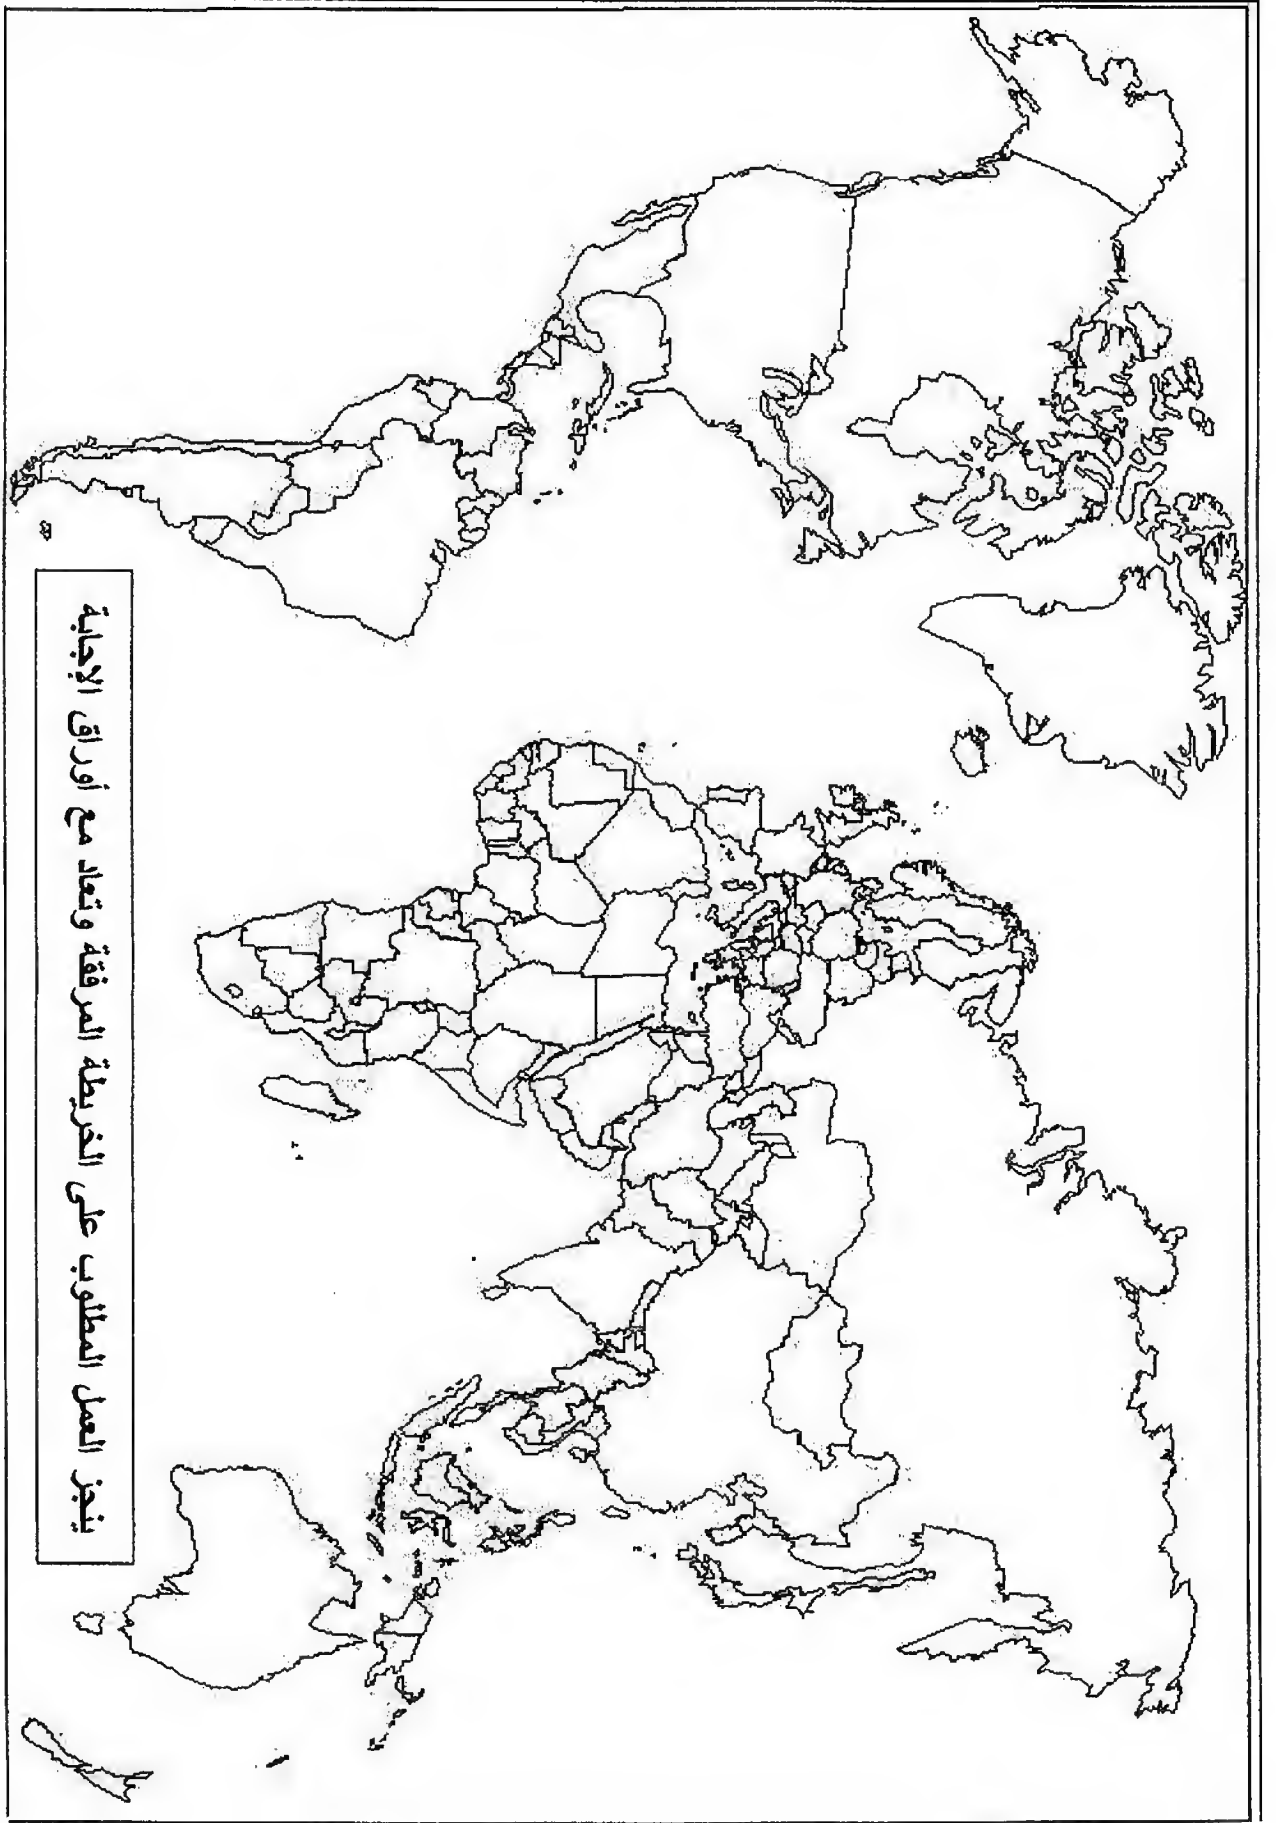 ينجز العمل المطلوب على الخريطة المرفقة وتعاد مع أوراق الإجابة